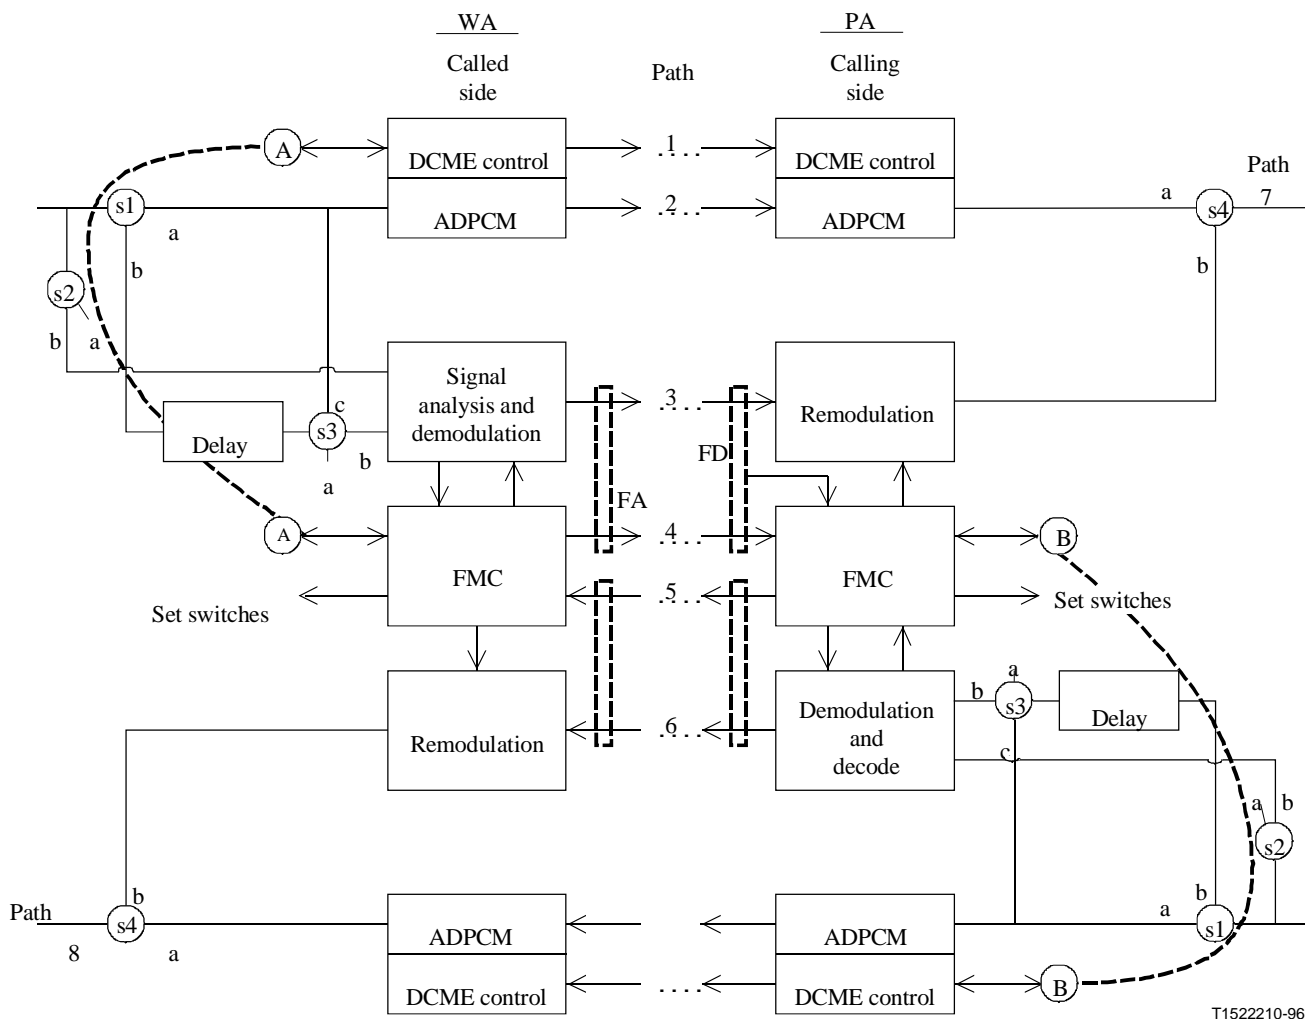 WA
PA
Called
side
Path
Calling
side
A
DCME control
1
DCME control
Path
s1
a
ADPCM
2
ADPCM
a
s4
7
b
b
s2
b
a
Signal
analysis and
demodulation
3
Remodulation
c
s3
Delay
b
a
FD
FA
A
4
B
FMC
FMC
5
Set switches
Set switches
a
b
s3
Demodulation
and
decode
Delay
6
Remodulation
c
a
b
s2
b
b
Path
s4
a
s1
8
a
ADPCM
ADPCM
DCME control
DCME control
B
T1522210-96